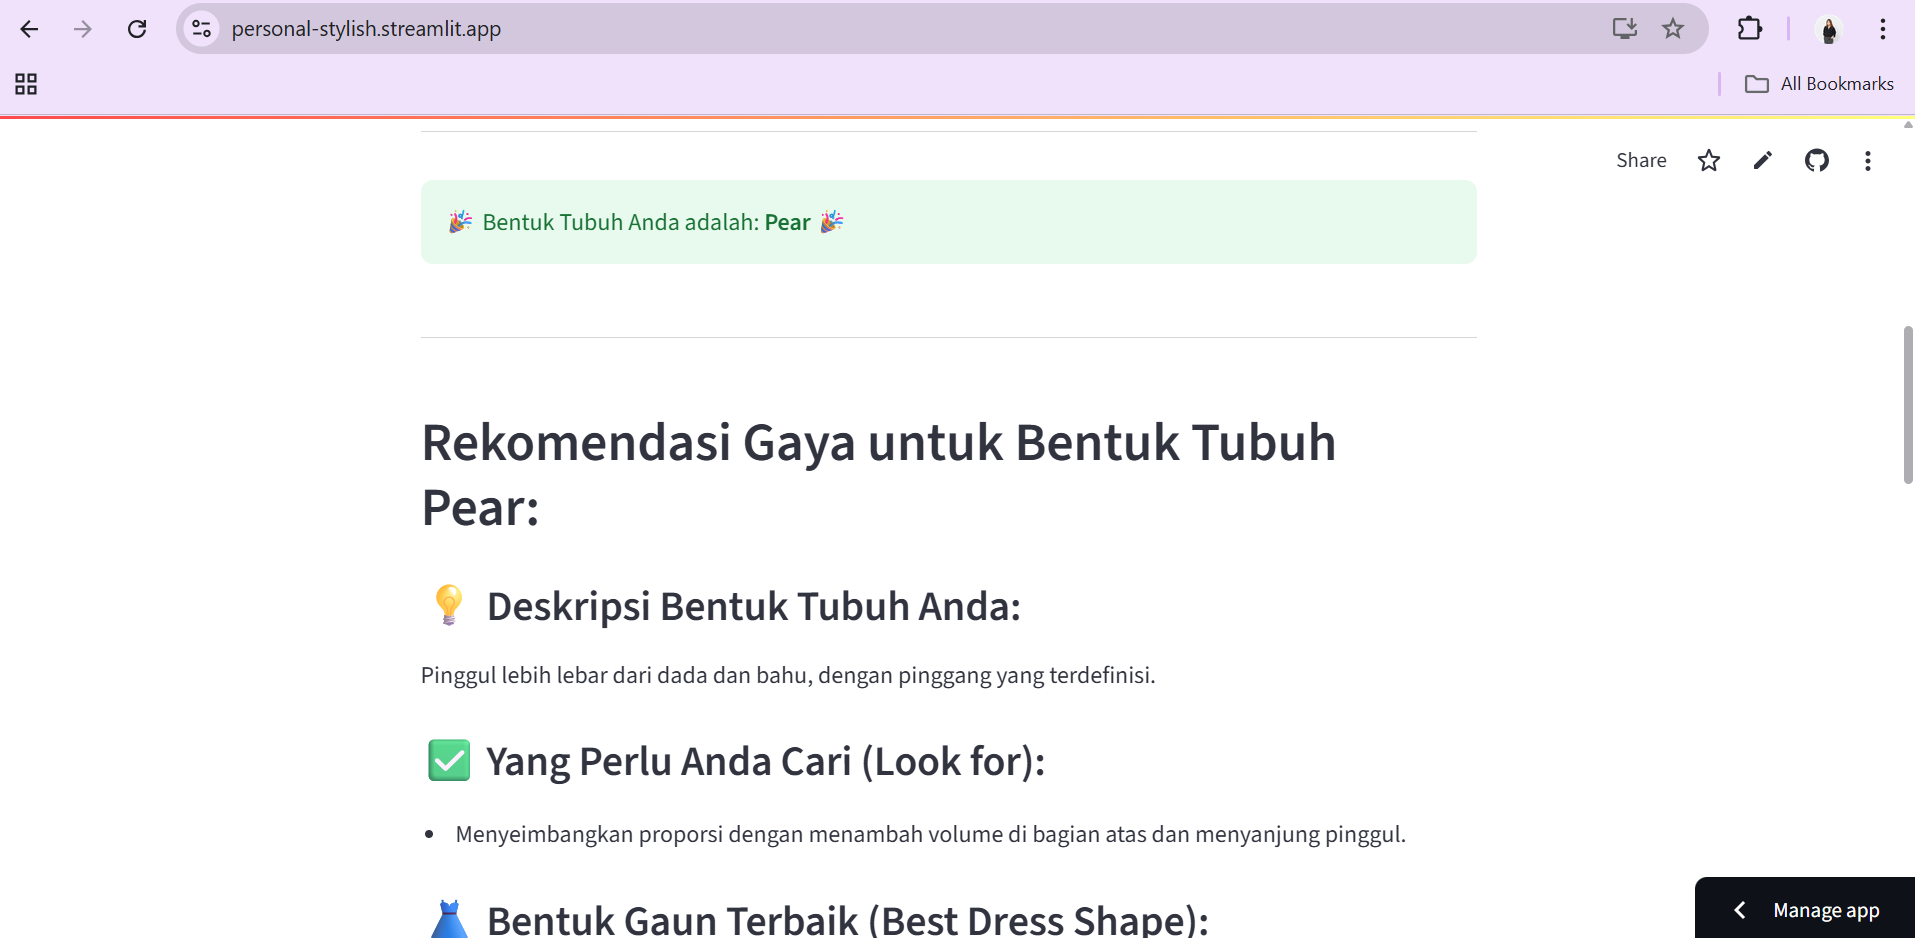 personal-stylish.streamlit.app
All Bookmarks
Share
Bentuk Tubuh Anda adalah: Pear
Rekomendasi Gaya untuk Bentuk Tubuh
Pear:
Deskripsi Bentuk Tubuh Anda:
Pinggul lebih lebar dari dada dan bahu, dengan pinggang yang terdefinisi.
Yang Perlu Anda Cari (Look for):
• Menyeimbangkan proporsi dengan menambah volume di bagian atas dan menyanjung pinggul.
Bentuk Gaun Terbaik (Best Dress Shape):
Manage app